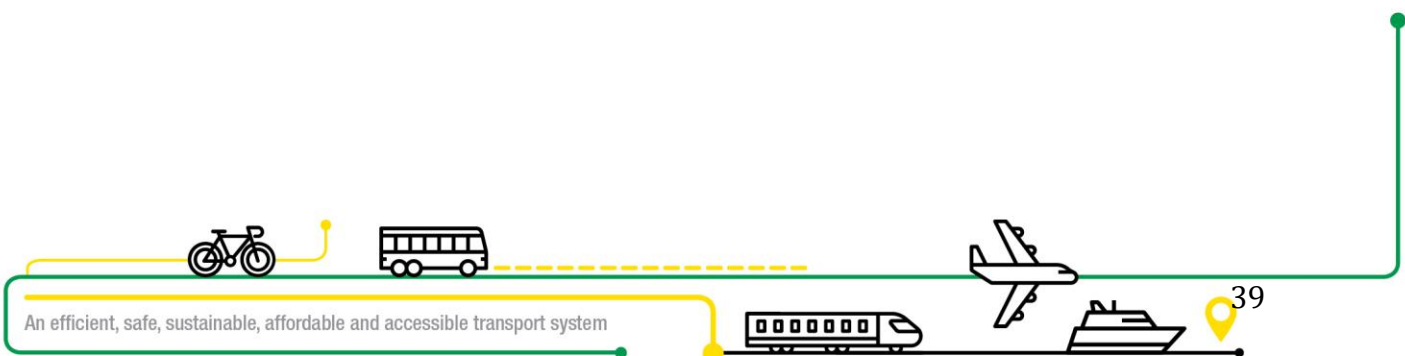 39
An efficient, safe, sustainable, affordable and accessible transport system